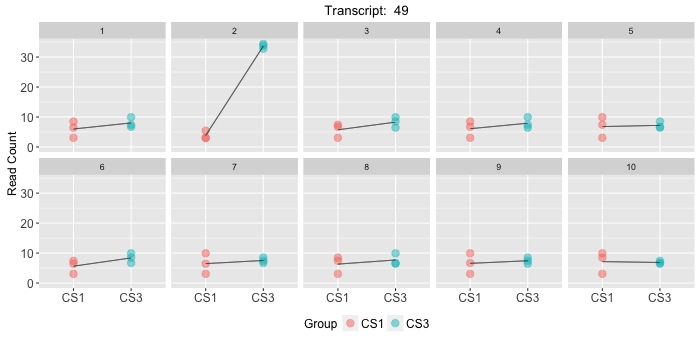 Transcript: 49
1 2 3 4 5
30
20
10
0
Read Count
6 7 8 9 10
30
20
10
0
CS1 CS3 CS1 CS3 CS1 CS3 CS1 CS3 CS1 CS3
Group CS1 CS3